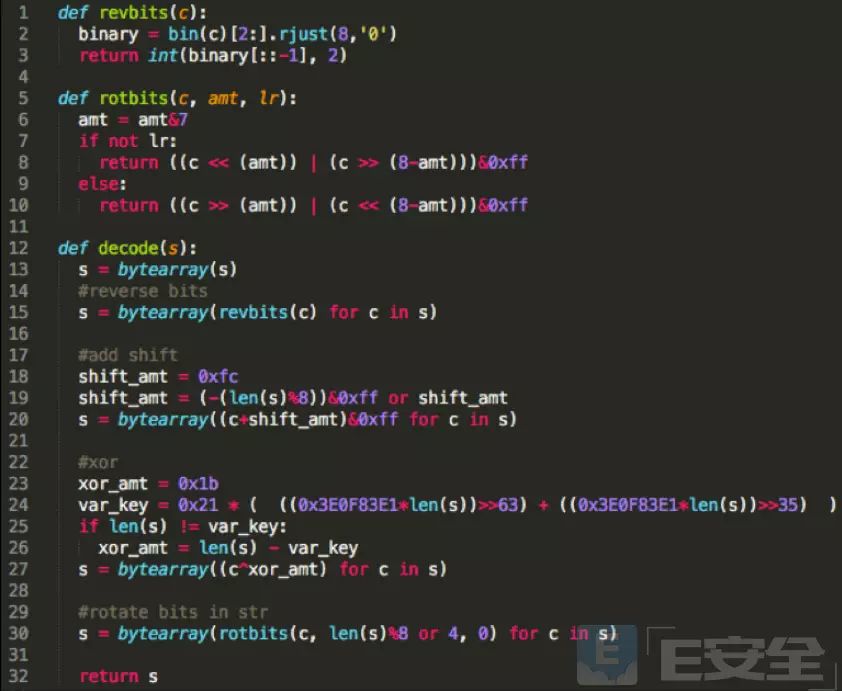 1 def revbits(c):
2 binary = bin(c)[2:].rjust(8,'0')
3 return int(binary[::-1], 2)
4
5 def rotbits(c, amt, lr):
6 amt = amt&7
7 if not lr:
8 return ((c << (amt)) | (c >> (8-amt)))&0xff
9 else:
10 return ((c >> (amt)) | (c << (8-amt)))&0xff
11
12 def decode(s):
13 s = bytearray(s)
14 #reverse bits
15 s = bytearray(revbits(c) for c in s)
16
17 #add shift
18 shift_amt = 0xfc
19 shift_amt = (-(len(s)%8))&0xff or shift_amt
20 s = bytearray((c+shift_amt)&0xff for c in s)
21
22 #xor
23 xor_amt = 0x1b
24 var_key = 0x21 * ( ((0x3E0F83E1*len(s))>>63) + ((0x3E0F83E1*len(s))>>35) )
25 if len(s) != var_key:
26 xor_amt = len(s) - var_key
27 s = bytearray((c^xor_amt) for c in s)
28
29 #rotate bits in str
30 s = bytearray(rotbits(c, len(s)%8 or 4, 0) for c in s)
31
32 return s
E E安全